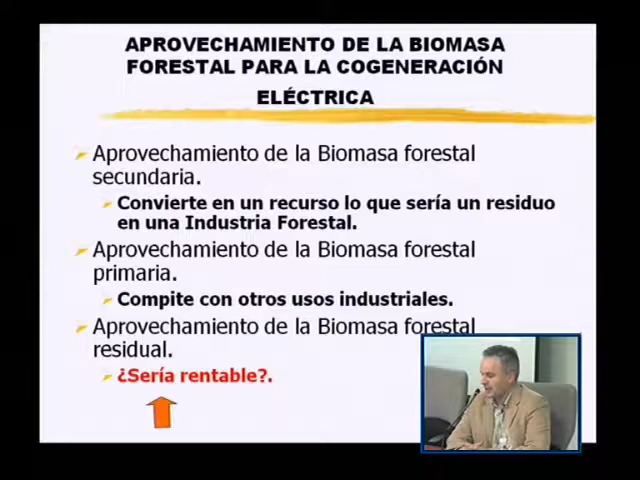 APROVECHAMIENTO DE LA BIOMASA
FORESTAL PARA LA COGENERACIÓN
ELÉCTRICA
Aprovechamiento de la Biomasa forestal
secundaria.
Convierte en un recurso lo que sería un residuo
en una Industria Forestal.
Aprovechamiento de la Biomasa forestal
primaria.
Compite con otros usos industriales.
Aprovechamiento de la Biomasa forestal
residual.
¿Sería rentable?.